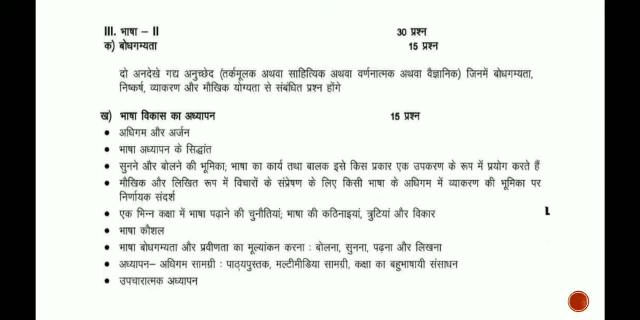 III. भाषा – II 30 प्रश्न
क) बोधगम्यता 15 प्रश्न
दो अनदेखे गद्य अनुच्छेद (तर्कमूलक अथवा साहित्यिक अथवा वर्णनात्मक अथवा वैज्ञानिक) जिनमें बोधगम्यता,
निष्कर्ष, व्याकरण और मौखिक योग्यता से संबंधित प्रश्न होंगे
ख) भाषा विकास का अध्यापन 15 प्रश्न
• अधिगम और अर्जन
• भाषा अध्यापन के सिद्धांत
• सुनने और बोलने की भूमिका; भाषा का कार्य तथा बालक इसे किस प्रकार एक उपकरण के रूप में प्रयोग करते हैं
• मौखिक और लिखित रूप में विचारों के संप्रेषण के लिए किसी भाषा के अधिगम में व्याकरण की भूमिका पर
निर्णायक संदर्श
• एक भिन्न कक्षा में भाषा पढ़ाने की चुनौतियां; भाषा की कठिनाइयां, त्रुटियां और विकार
• भाषा कौशल
• भाषा बोधगम्यता और प्रवीणता का मूल्यांकन करना : बोलना, सुनना, पढ़ना और लिखना
• अध्यापन– अधिगम सामग्री : पाठ्यपुस्तक, मल्टीमीडिया सामग्री, कक्षा का बहुभाषायी संसाधन
• उपचारात्मक अध्यापन